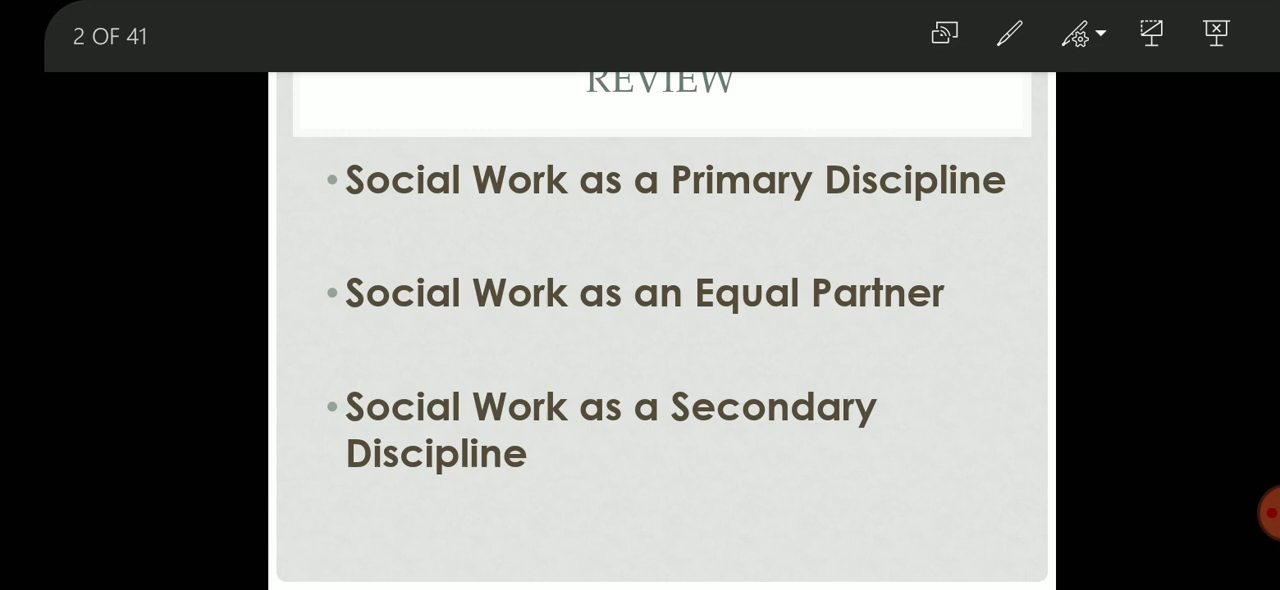 2 OF 41
REVIEW
• Social Work as a Primary Discipline
• Social Work as an Equal Partner
• Social Work as a Secondary
Discipline